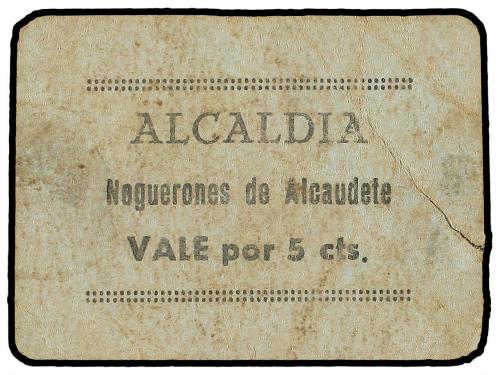 ALCALDIA
Noguerones de Alcaudete
VALE por 5 cts.